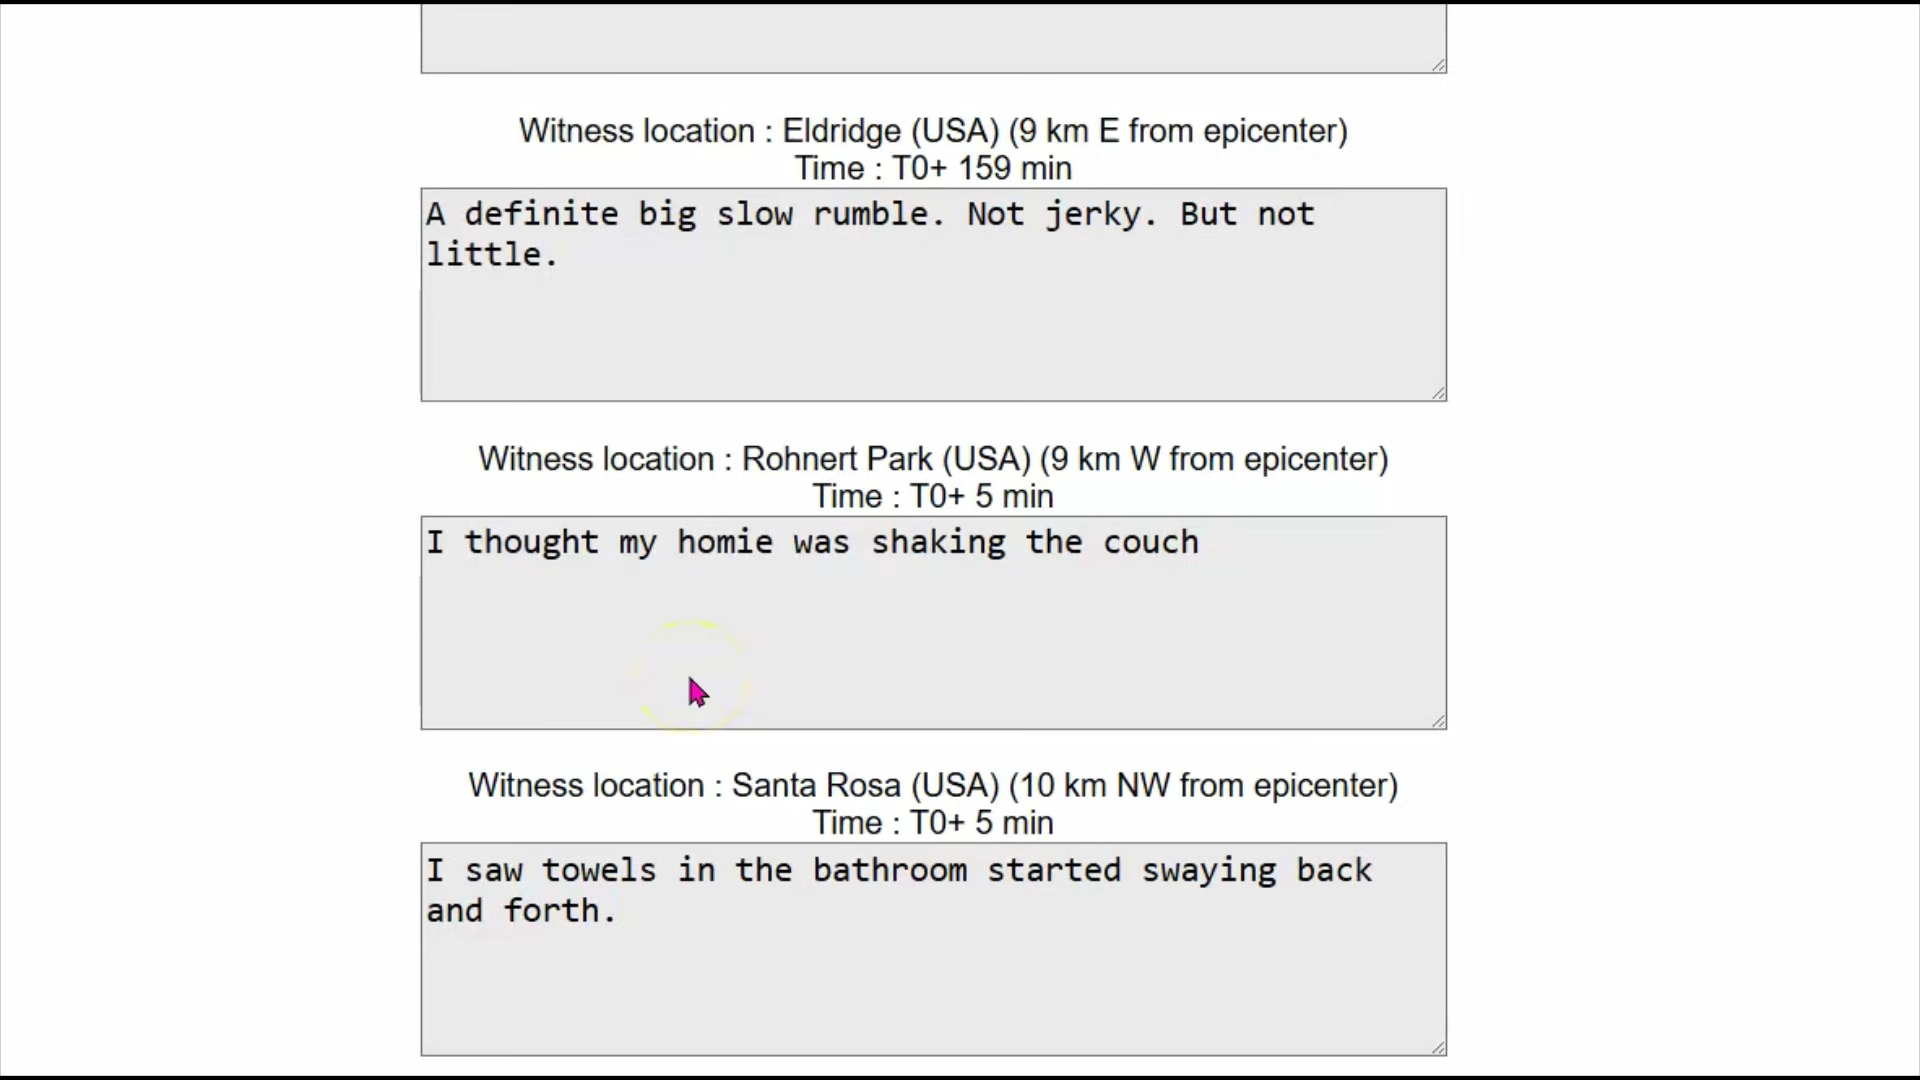 Witness location : Eldridge (USA) (9 km E from epicenter)
Time : T0+ 159 min
A definite big slow rumble. Not jerky. But not
little.
Witness location : Rohnert Park (USA) (9 km W from epicenter)
Time : T0+ 5 min
I thought my homie was shaking the couch
Witness location : Santa Rosa (USA) (10 km NW from epicenter)
Time : T0+ 5 min
I saw towels in the bathroom started swaying back
and forth.